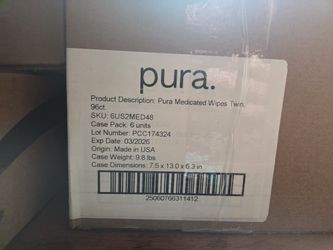 pura.
Product Description: Pura Medicated Wipes Twin,
96ct.
SKU: 6US2MED48
Case Pack: 6 units
Lot Number: PCC174324
Exp Date: 03/2026
Origin: Made in USA
Case Weight: 9.8 lbs
Case Dimensions: 7.5 x 13.0 x 6.3 in
25060766311412